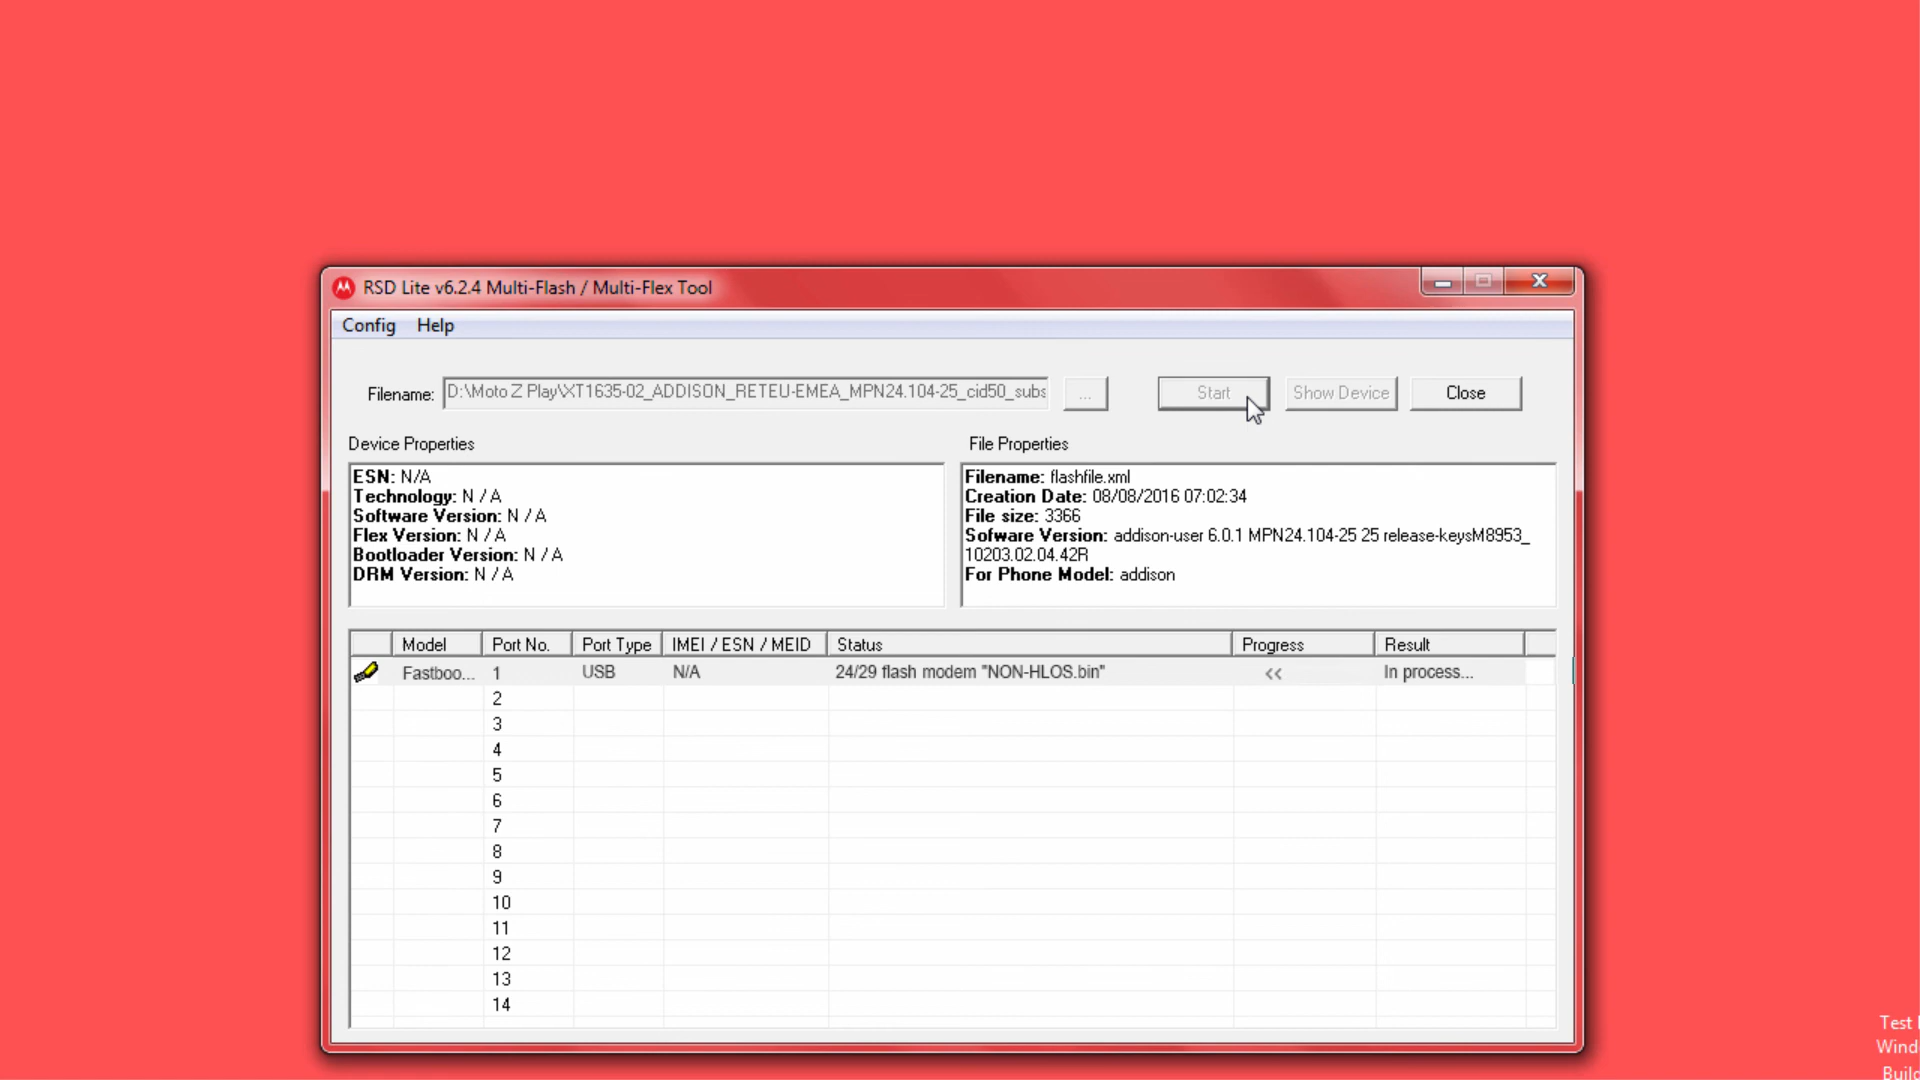 RSD Lite v6.2.4 Multi-Flash / Multi-Flex Tool
Config Help
Filename: D:\Moto Z Play\XT1635-02_ADDISON_RETEU-EMEA_MPN24.104-25_cid50_subs ... Start Show Device Close
Device Properties
ESN: N/A
Technology: N / A
Software Version: N / A
Flex Version: N / A
Bootloader Version: N / A
DRM Version: N / A
File Properties
Filename: flashfile.xml
Creation Date: 08/08/2016 07:02:34
File size: 3366
Sofware Version: addison-user 6.0.1 MPN24.104-25 25 release-keysM8953_
10203.02.04.42R
For Phone Model: addison
Model Port No. Port Type IMEI / ESN / MEID Status Progress Result
Fastboo... 1 USB N/A 24/29 flash modem "NON-HLOS.bin" << In process...
2
3
4
5
6
7
8
9
10
11
12
13
14
Test
Wind
Build